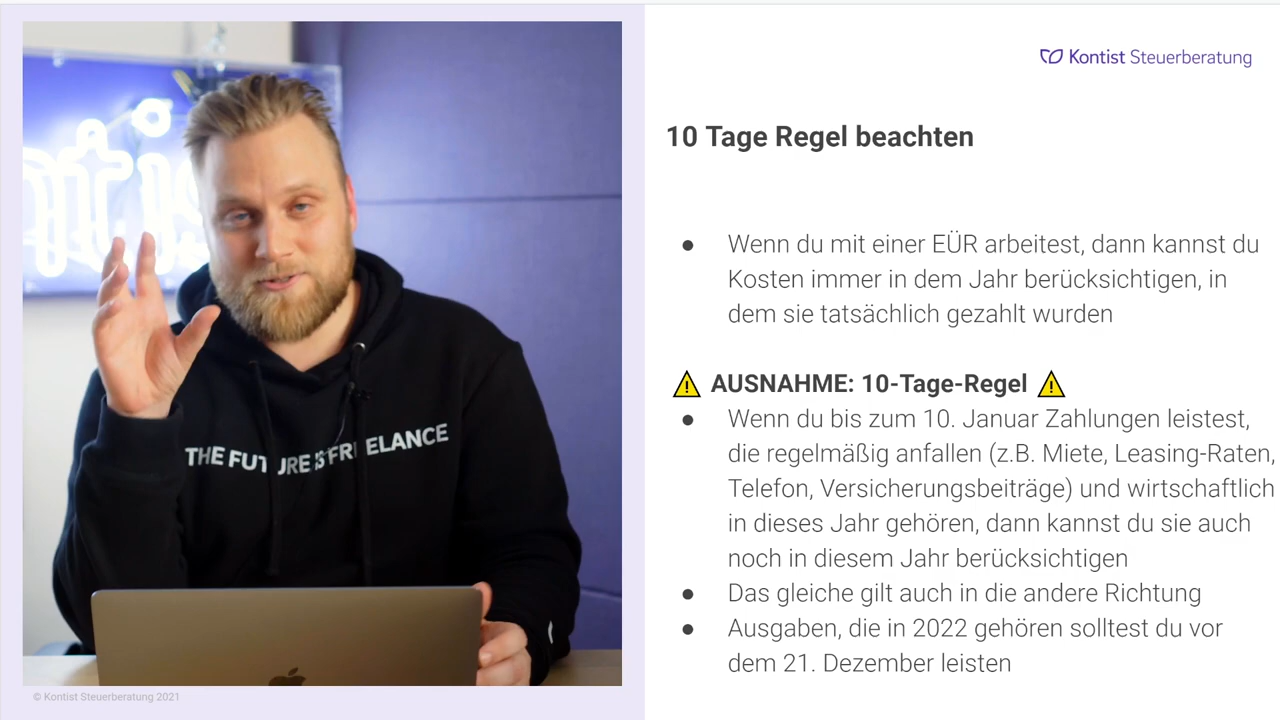 Kontist Steuerberatung
10 Tage Regel beachten
● Wenn du mit einer EÜR arbeitest, dann kannst du
Kosten immer in dem Jahr berücksichtigen, in
dem sie tatsächlich gezahlt wurden
⚠ AUSNAHME: 10-Tage-Regel ⚠
● Wenn du bis zum 10. Januar Zahlungen leistest,
die regelmäßig anfallen (z.B. Miete, Leasing-Raten,
Telefon, Versicherungsbeiträge) und wirtschaftlich
in dieses Jahr gehören, dann kannst du sie auch
noch in diesem Jahr berücksichtigen
● Das gleiche gilt auch in die andere Richtung
● Ausgaben, die in 2022 gehören solltest du vor
dem 21. Dezember leisten
THE FUTURE IS FREELANCE
© Kontist Steuerberatung 2021